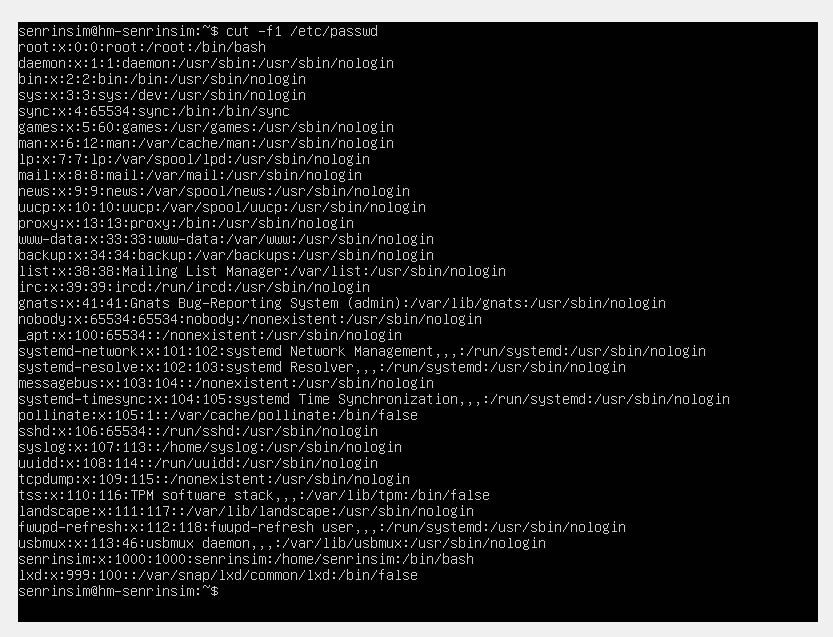 senrinsim@hm-senrinsim:~$ cut -f1 /etc/passwd
root:x:0:0:root:/root:/bin/bash
daemon:x:1:1:daemon:/usr/sbin:/usr/sbin/nologin
bin:x:2:2:bin:/bin:/usr/sbin/nologin
sys:x:3:3:sys:/dev:/usr/sbin/nologin
sync:x:4:65534:sync:/bin:/bin/sync
games:x:5:60:games:/usr/games:/usr/sbin/nologin
man:x:6:12:man:/var/cache/man:/usr/sbin/nologin
lp:x:7:7:lp:/var/spool/lpd:/usr/sbin/nologin
mail:x:8:8:mail:/var/mail:/usr/sbin/nologin
news:x:9:9:news:/var/spool/news:/usr/sbin/nologin
uucp:x:10:10:uucp:/var/spool/uucp:/usr/sbin/nologin
proxy:x:13:13:proxy:/bin:/usr/sbin/nologin
www-data:x:33:33:www-data:/var/www:/usr/sbin/nologin
backup:x:34:34:backup:/var/backups:/usr/sbin/nologin
list:x:38:38:Mailing List Manager:/var/list:/usr/sbin/nologin
irc:x:39:39:ircd:/run/ircd:/usr/sbin/nologin
gnats:x:41:41:Gnats Bug-Reporting System (admin):/var/lib/gnats:/usr/sbin/nologin
nobody:x:65534:65534:nobody:/nonexistent:/usr/sbin/nologin
_apt:x:100:65534::/nonexistent:/usr/sbin/nologin
systemd-network:x:101:102:systemd Network Management,,,:/run/systemd:/usr/sbin/nologin
systemd-resolve:x:102:103:systemd Resolver,,,:/run/systemd:/usr/sbin/nologin
messagebus:x:103:104::/nonexistent:/usr/sbin/nologin
systemd-timesync:x:104:105:systemd Time Synchronization,,,:/run/systemd:/usr/sbin/nologin
pollinate:x:105:1::/var/cache/pollinate:/bin/false
sshd:x:106:65534::/run/sshd:/usr/sbin/nologin
syslog:x:107:113::/home/syslog:/usr/sbin/nologin
uuidd:x:108:114::/run/uuidd:/usr/sbin/nologin
tcpdump:x:109:115::/nonexistent:/usr/sbin/nologin
tss:x:110:116:TPM software stack,,,:/var/lib/tpm:/bin/false
landscape:x:111:117::/var/lib/landscape:/usr/sbin/nologin
fwupd-refresh:x:112:118:fwupd-refresh user,,,:/run/systemd:/usr/sbin/nologin
usbmux:x:113:46:usbmux daemon,,,:/var/lib/usbmux:/usr/sbin/nologin
senrinsim:x:1000:1000:senrinsim:/home/senrinsim:/bin/bash
lxd:x:999:100::/var/snap/lxd/common/lxd:/bin/false
senrinsim@hm-senrinsim:~$